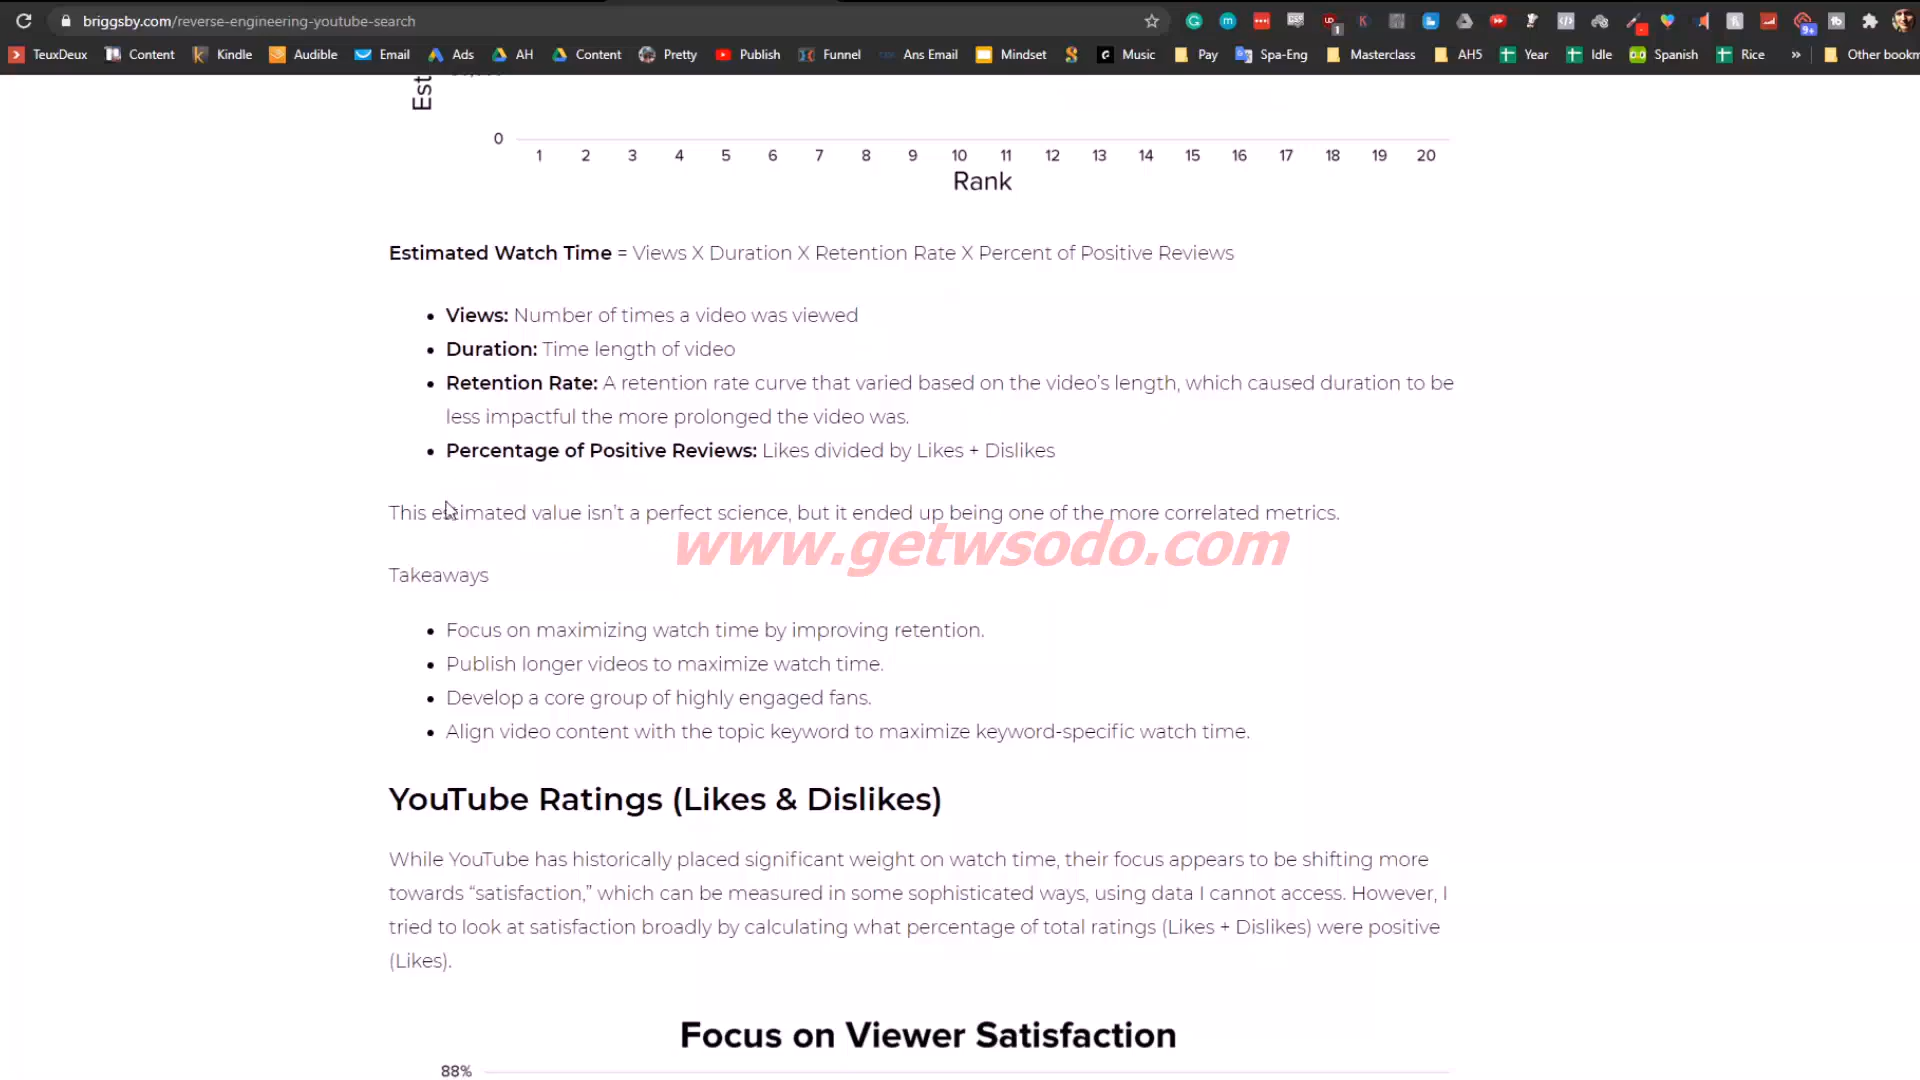 briggsby.com/reverse-engineering-youtube-search
1
9+
TeuxDeux Content Kindle Audible Email Ads AH Content Pretty Publish Funnel Ans Email Mindset Music Pay Spa-Eng Masterclass AH5 Year Idle Spanish Rice » Other bookm
Est
0
1 2 3 4 5 6 7 8 9 10 11 12 13 14 15 16 17 18 19 20
Rank
Estimated Watch Time = Views X Duration X Retention Rate X Percent of Positive Reviews
• Views: Number of times a video was viewed
• Duration: Time length of video
• Retention Rate: A retention rate curve that varied based on the video's length, which caused duration to be
less impactful the more prolonged the video was.
• Percentage of Positive Reviews: Likes divided by Likes + Dislikes
This estimated value isn't a perfect science, but it ended up being one of the more correlated metrics.
www.getwsodo.com
Takeaways
• Focus on maximizing watch time by improving retention.
• Publish longer videos to maximize watch time.
• Develop a core group of highly engaged fans.
• Align video content with the topic keyword to maximize keyword-specific watch time.
YouTube Ratings (Likes & Dislikes)
While YouTube has historically placed significant weight on watch time, their focus appears to be shifting more
towards “satisfaction,” which can be measured in some sophisticated ways, using data I cannot access. However, I
tried to look at satisfaction broadly by calculating what percentage of total ratings (Likes + Dislikes) were positive
(Likes).
Focus on Viewer Satisfaction
88%